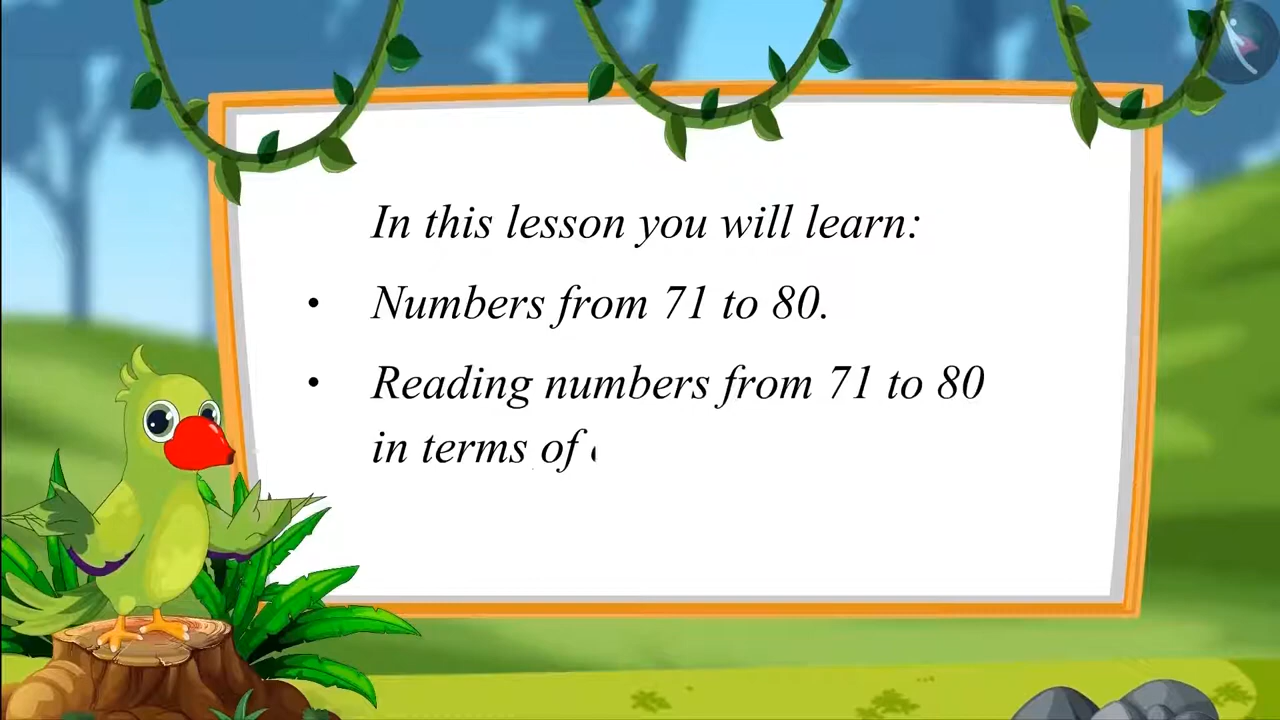 In this lesson you will learn:
• Numbers from 71 to 80.
• Reading numbers from 71 to 80
in terms of